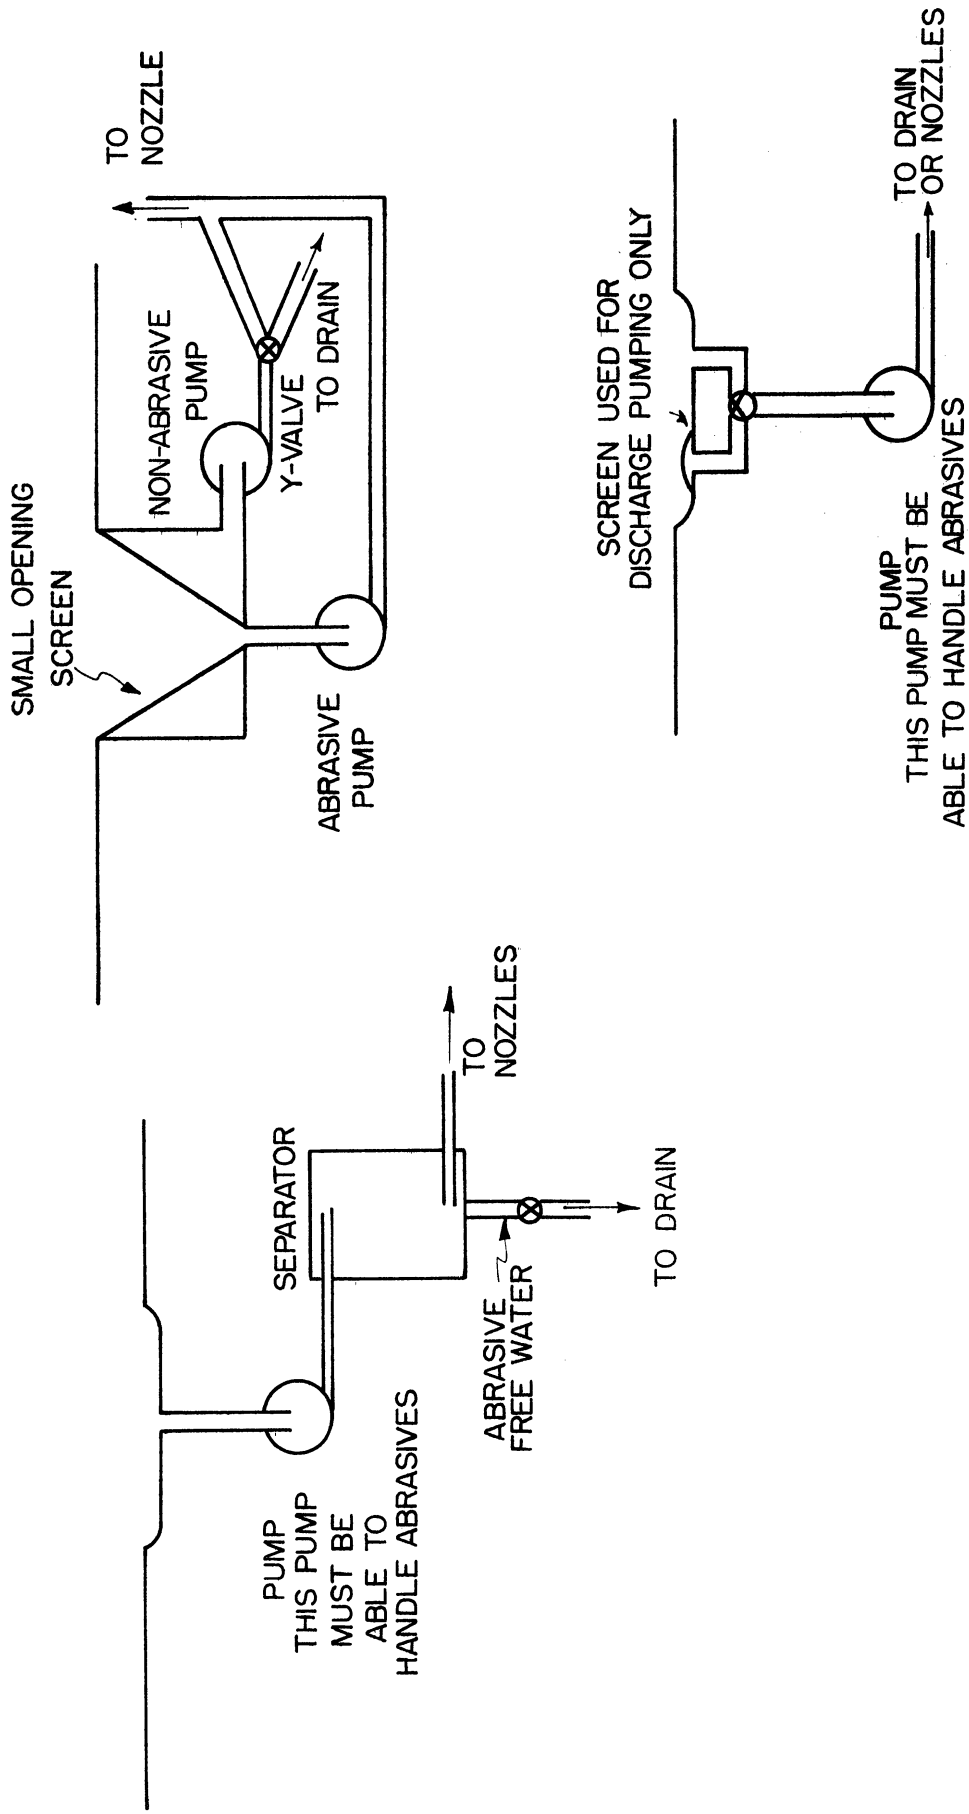 SMALL OPENING
SCREEN
NON-ABRASIVE
PUMP
Y-VALVE
TO DRAIN
TO
NOZZLE
ABRASIVE
PUMP
SEPARATOR
TO
NOZZLES
PUMP
THIS PUMP
MUST BE
ABLE TO
HANDLE ABRASIVES
ABRASIVE
FREE WATER
TO DRAIN
SCREEN USED FOR
DISCHARGE PUMPING ONLY
PUMP
THIS PUMP MUST BE
ABLE TO HANDLE ABRASIVES
TO DRAIN
OR NOZZLES